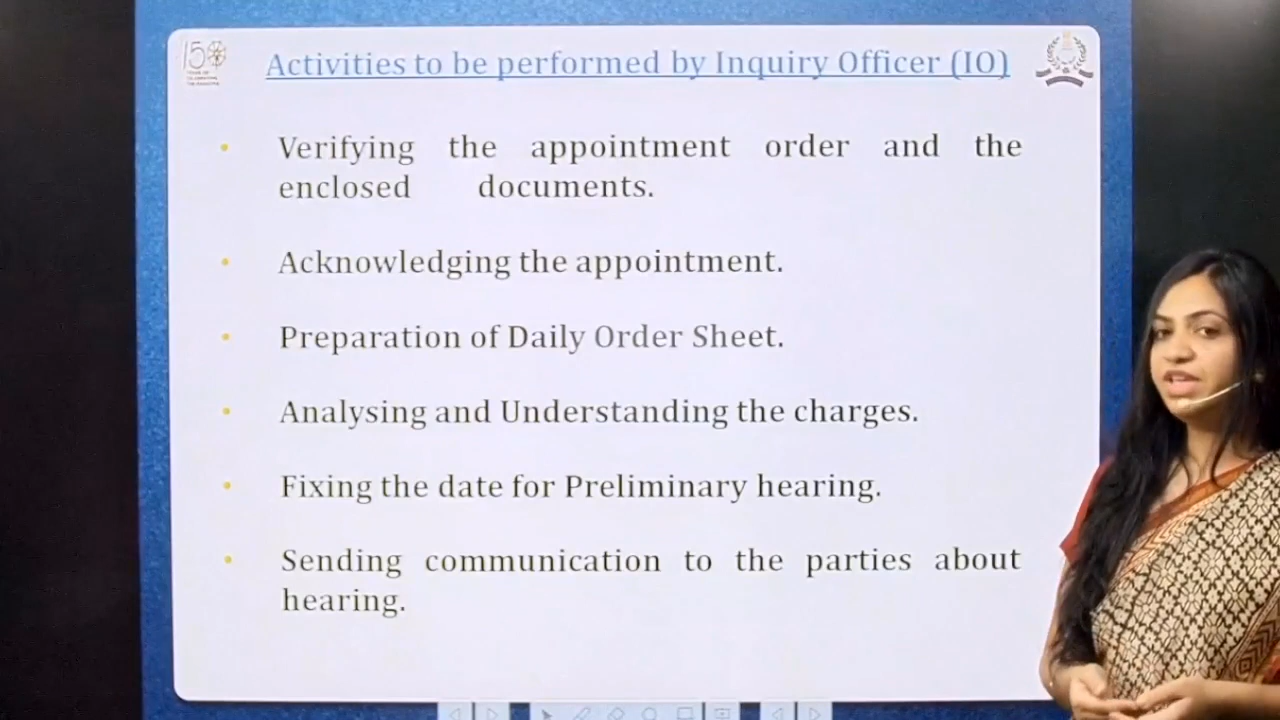 150
Activities to be performed by Inquiry Officer (IO)
• Verifying the appointment order and the
enclosed documents.
• Acknowledging the appointment.
• Preparation of Daily Order Sheet.
• Analysing and Understanding the charges.
• Fixing the date for Preliminary hearing.
• Sending communication to the parties about
hearing.